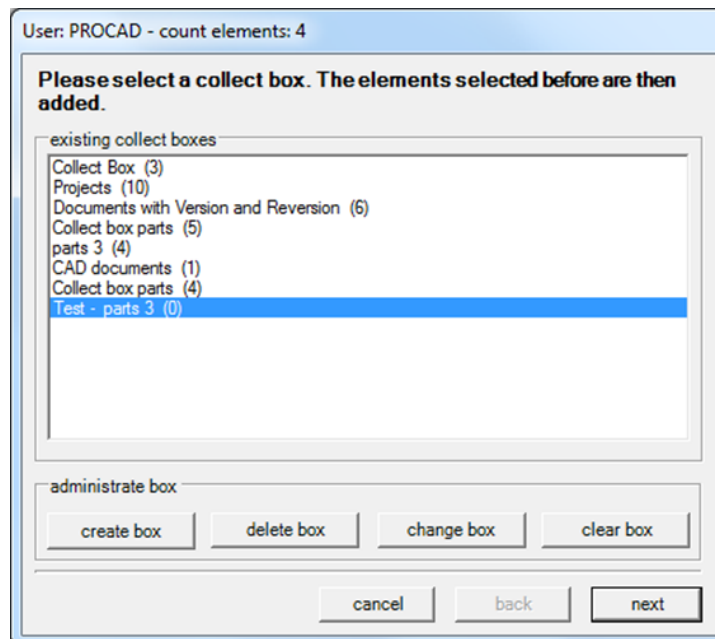 User: PROCAD - count elements: 4
Please select a collect box. The elements selected before are then
added.
existing collect boxes
Collect Box (3)
Projects (10)
Documents with Version and Reversion (6)
Collect box parts (5)
parts 3 (4)
CAD documents (1)
Collect box parts (4)
Test - parts 3 (0)
administrate box
create box delete box change box clear box
cancel back next